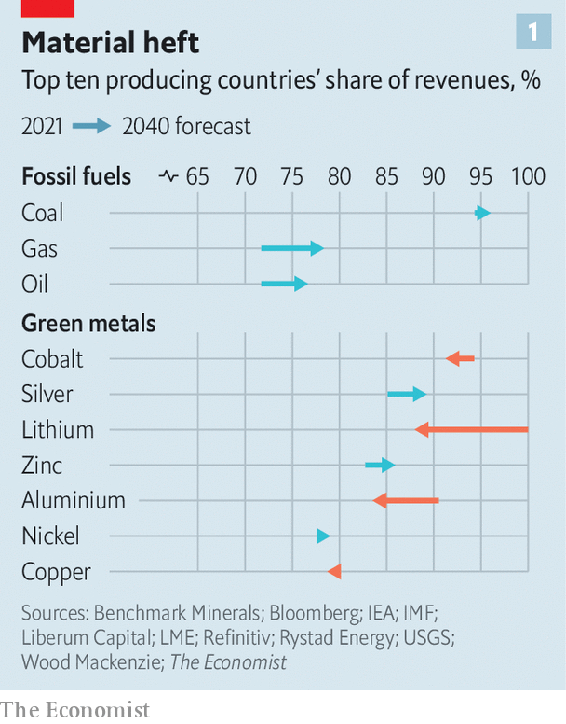 1
Material heft
Top ten producing countries' share of revenues, %
2021 2040 forecast
Fossil fuels 65 70 75 80 85 90 95 100
Coal
Gas
Oil
Green metals
Cobalt
Silver
Lithium
Zinc
Aluminium
Nickel
Copper
Sources: Benchmark Minerals; Bloomberg; IEA; IMF;
Liberum Capital; LME; Refinitiv; Rystad Energy; USGS;
Wood Mackenzie; The Economist
The Economist